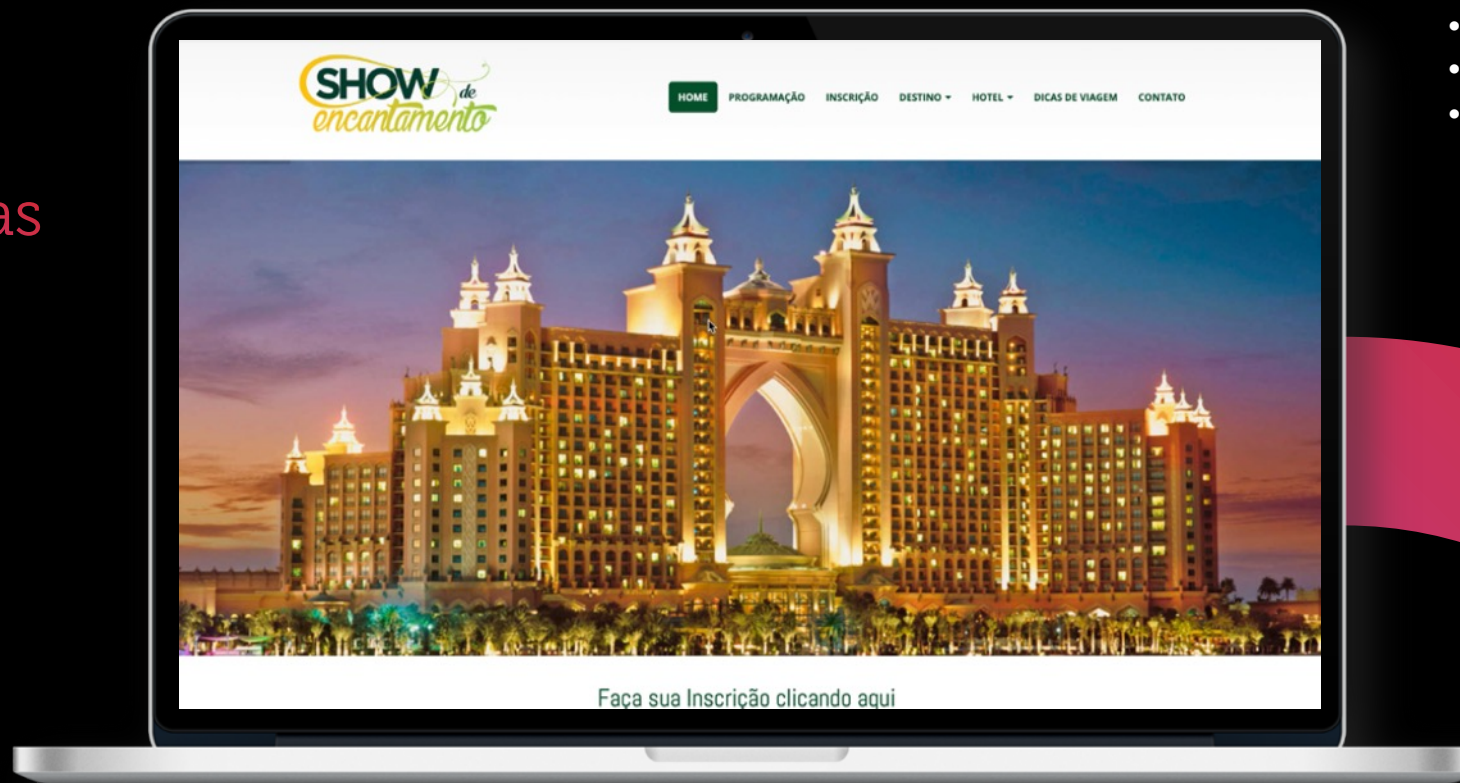 SHOW de
encantamento
HOME PROGRAMAÇÃO INSCRIÇÃO DESTINO HOTEL DICAS DE VIAGEM CONTATO
as
Faça sua Inscrição clicando aqui